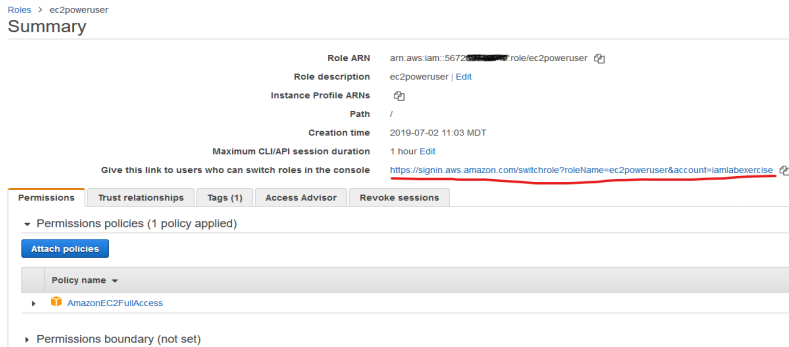 Roles > ec2poweruser
Summary
Role ARN arn:aws:iam::5672 role/ec2poweruser
Role description ec2poweruser | Edit
Instance Profile ARNs
Path /
Creation time 2019-07-02 11:03 MDT
Maximum CLI/API session duration 1 hour Edit
Give this link to users who can switch roles in the console https://signin.aws.amazon.com/switchrole?roleName=ec2poweruser&account=iamlabexercise
Permissions Trust relationships Tags (1) Access Advisor Revoke sessions
Permissions policies (1 policy applied)
Attach policies
Policy name
AmazonEC2FullAccess
Permissions boundary (not set)